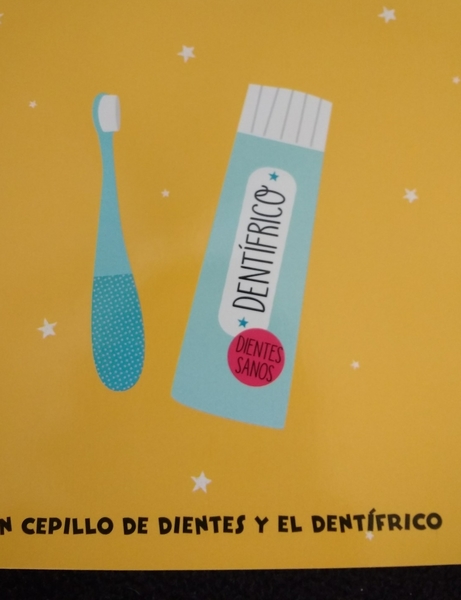 DENTÍFRICO
DIENTES
SANOS
N CEPILLO DE DIENTES Y EL DENTÍFRICO